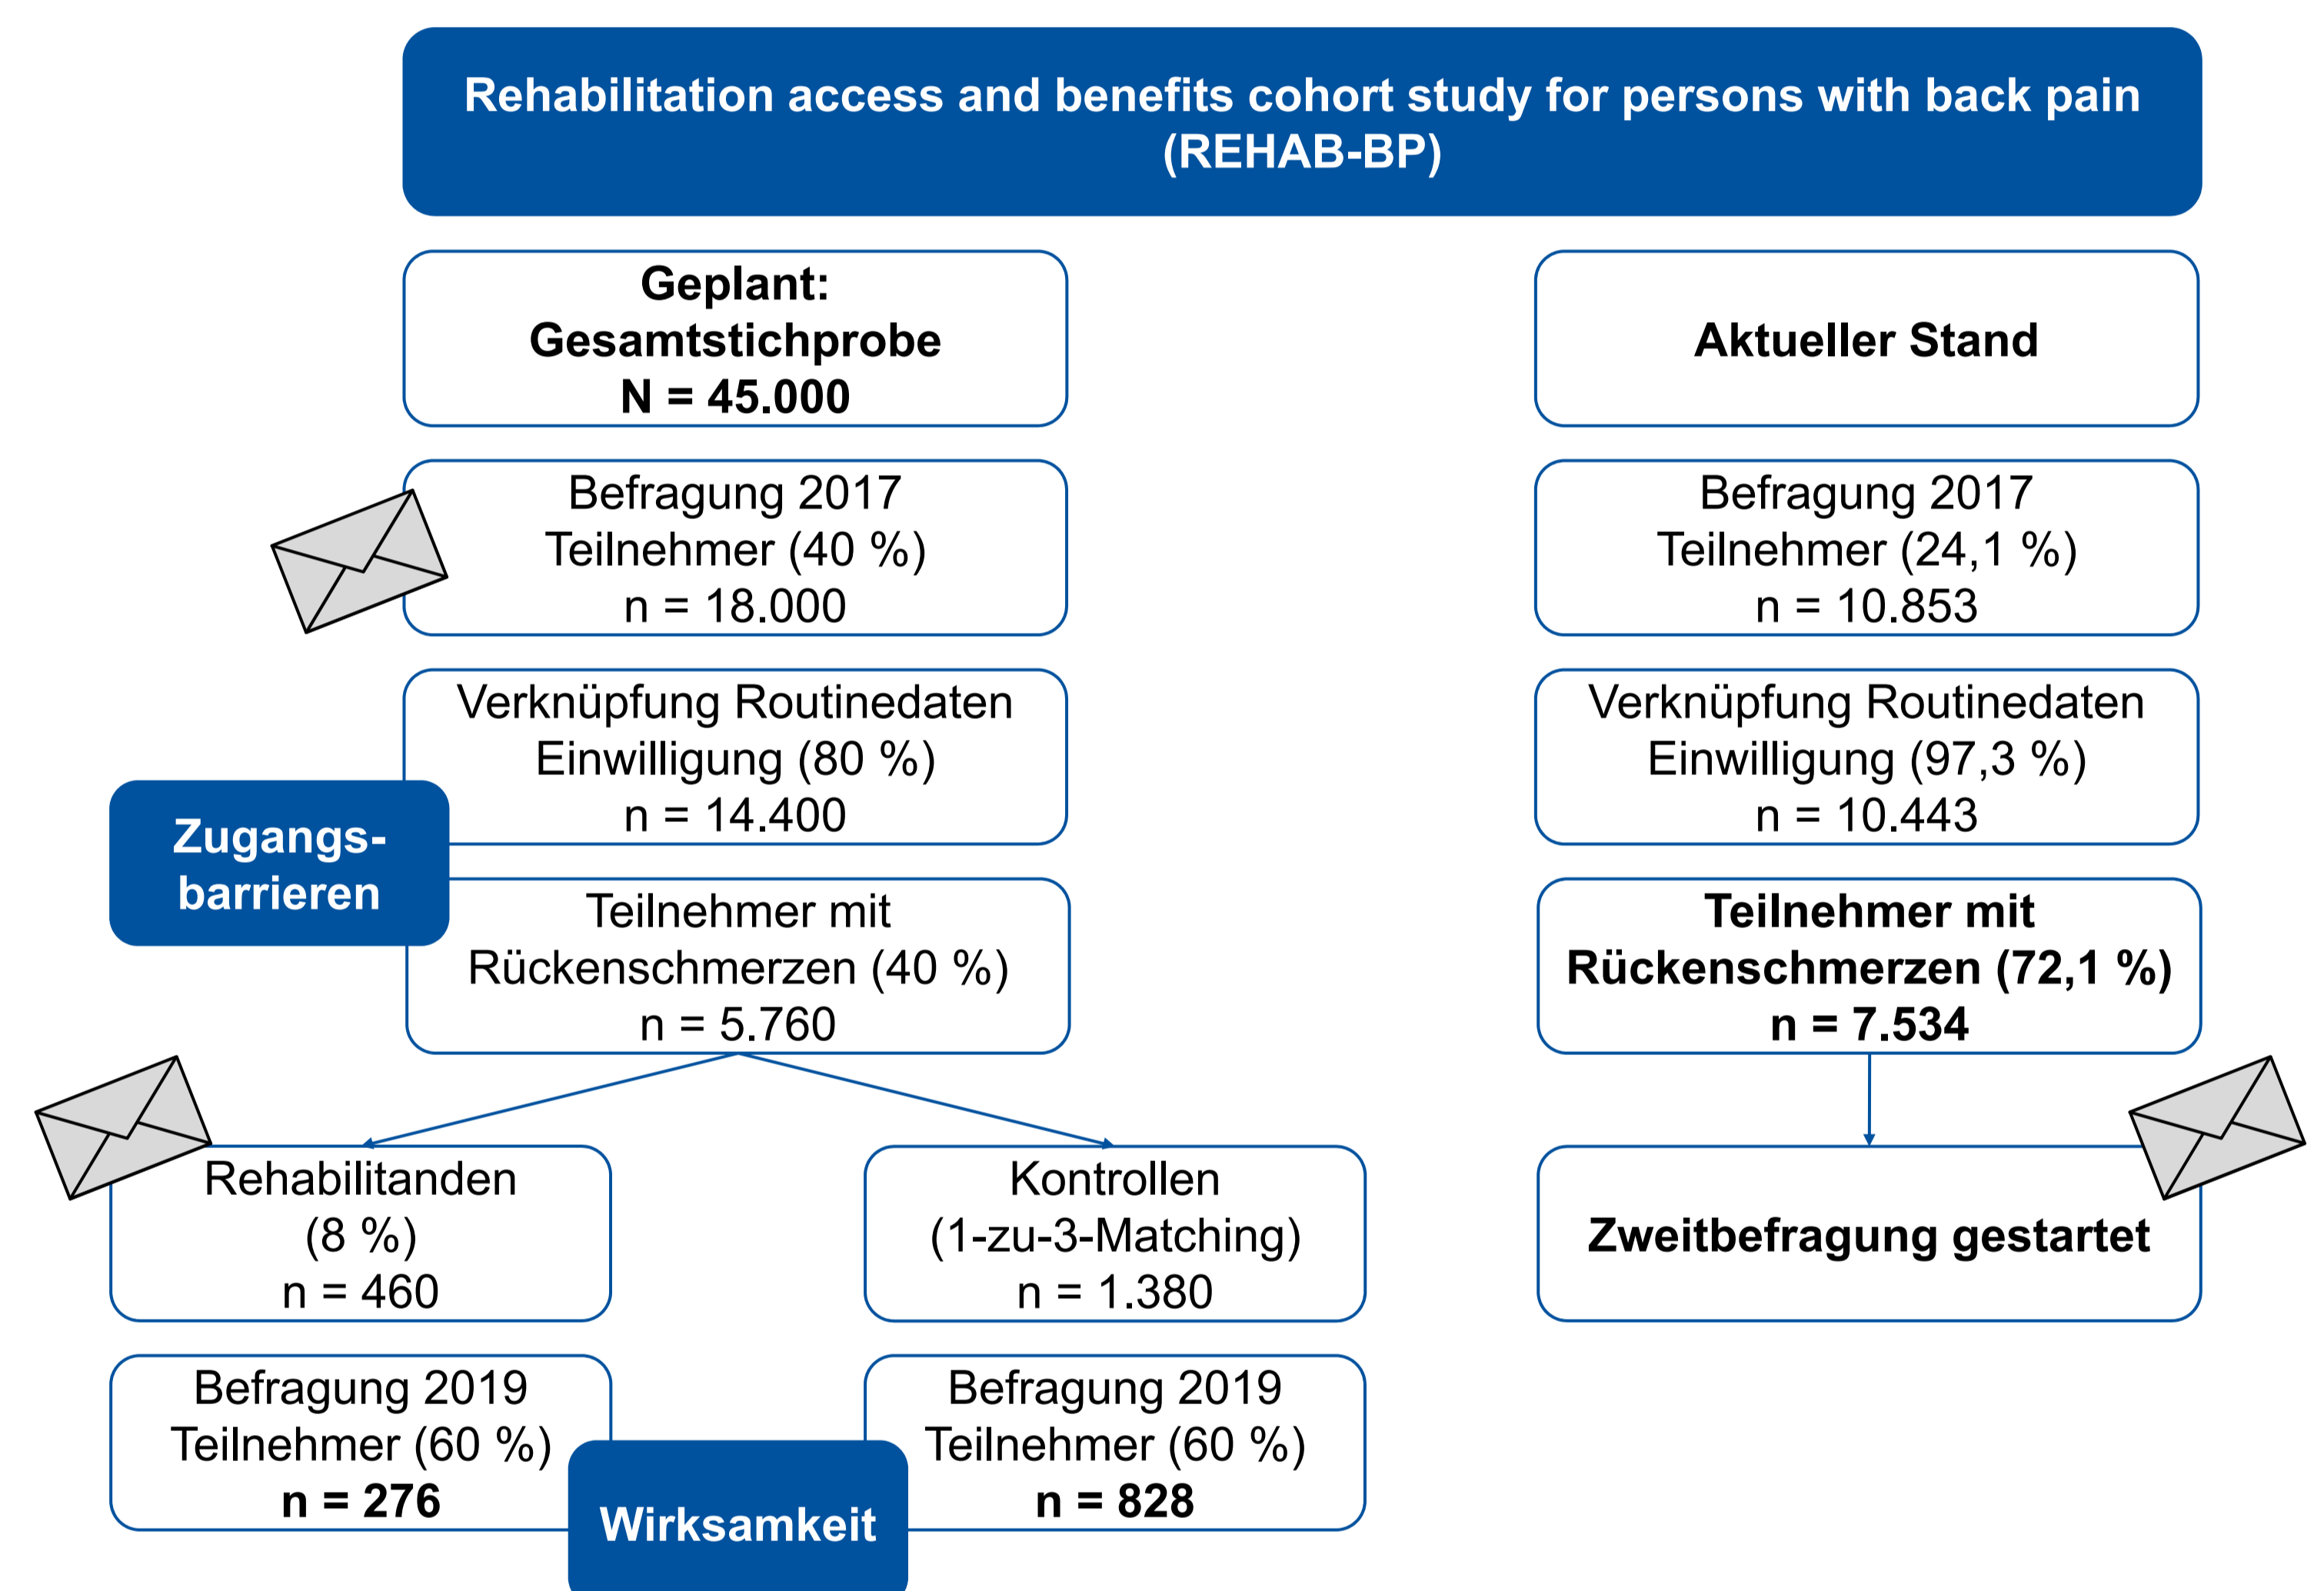 Rehabilitation access and benefits cohort study for persons with back pain
(REHAB-BP)
Geplant:
Gesamtstichprobe
N = 45.000
Aktueller Stand
Befragung 2017
Teilnehmer (40 %)
n = 18.000
Befragung 2017
Teilnehmer (24,1 %)
n = 10.853
Verknüpfung Routinedaten
Einwilligung (80 %)
n = 14.400
Verknüpfung Routinedaten
Einwilligung (97,3 %)
n = 10.443
Zugangs-
barrieren
Teilnehmer mit
Rückenschmerzen (40 %)
n = 5.760
Teilnehmer mit
Rückenschmerzen (72,1 %)
n = 7.534
Rehabilitanden
(8 %)
n = 460
Kontrollen
(1-zu-3-Matching)
n = 1.380
Zweitbefragung gestartet
Befragung 2019
Teilnehmer (60 %)
n = 276
Befragung 2019
Teilnehmer (60 %)
n = 828
Wirksamkeit